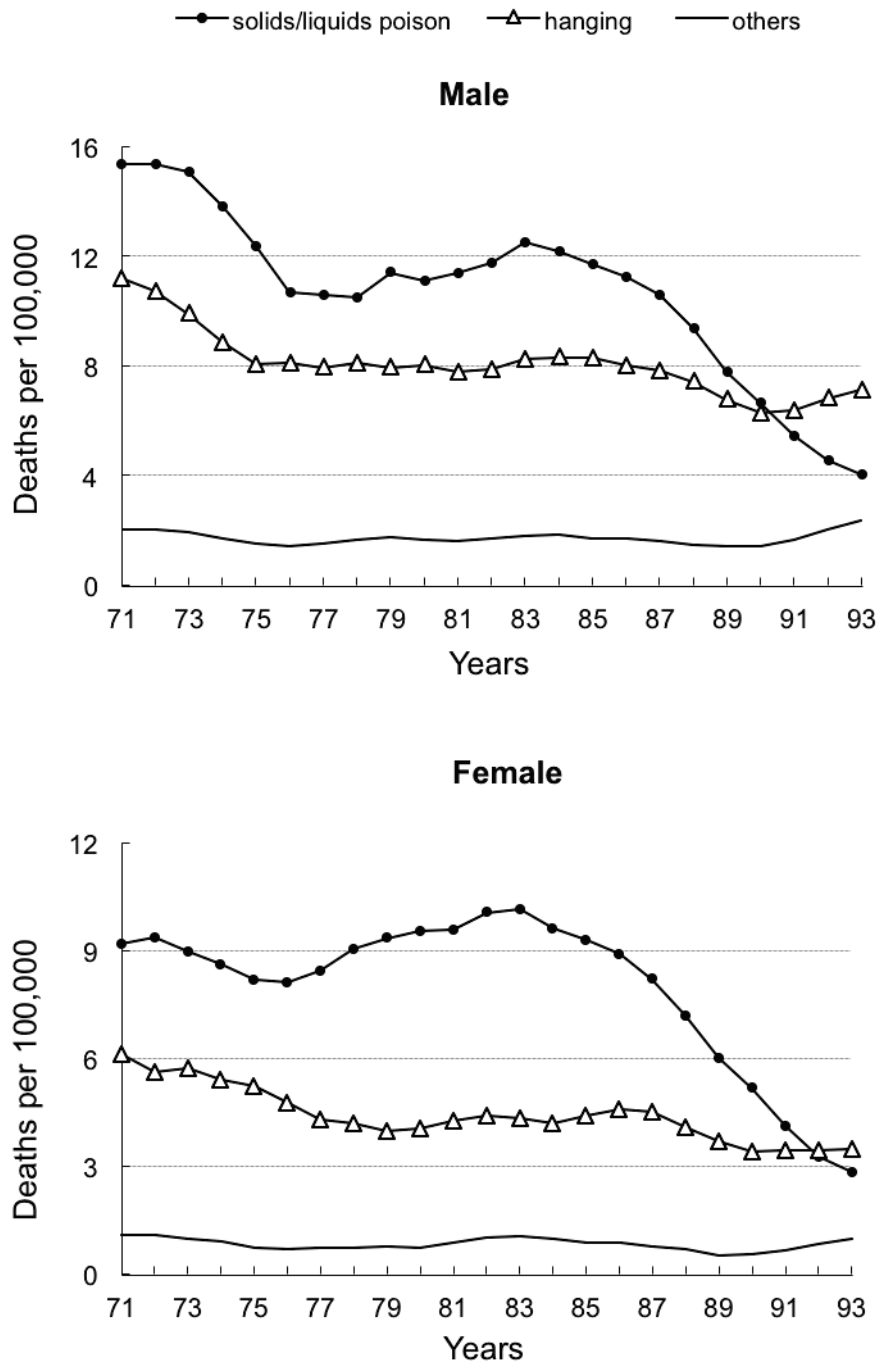 solids/liquids poison hanging others
Male
16
12
8
4
0
Deaths per 100,000
71 73 75 77 79 81 83 85 87 89 91 93
Years
Female
12
9
6
3
0
Deaths per 100,000
71 73 75 77 79 81 83 85 87 89 91 93
Years